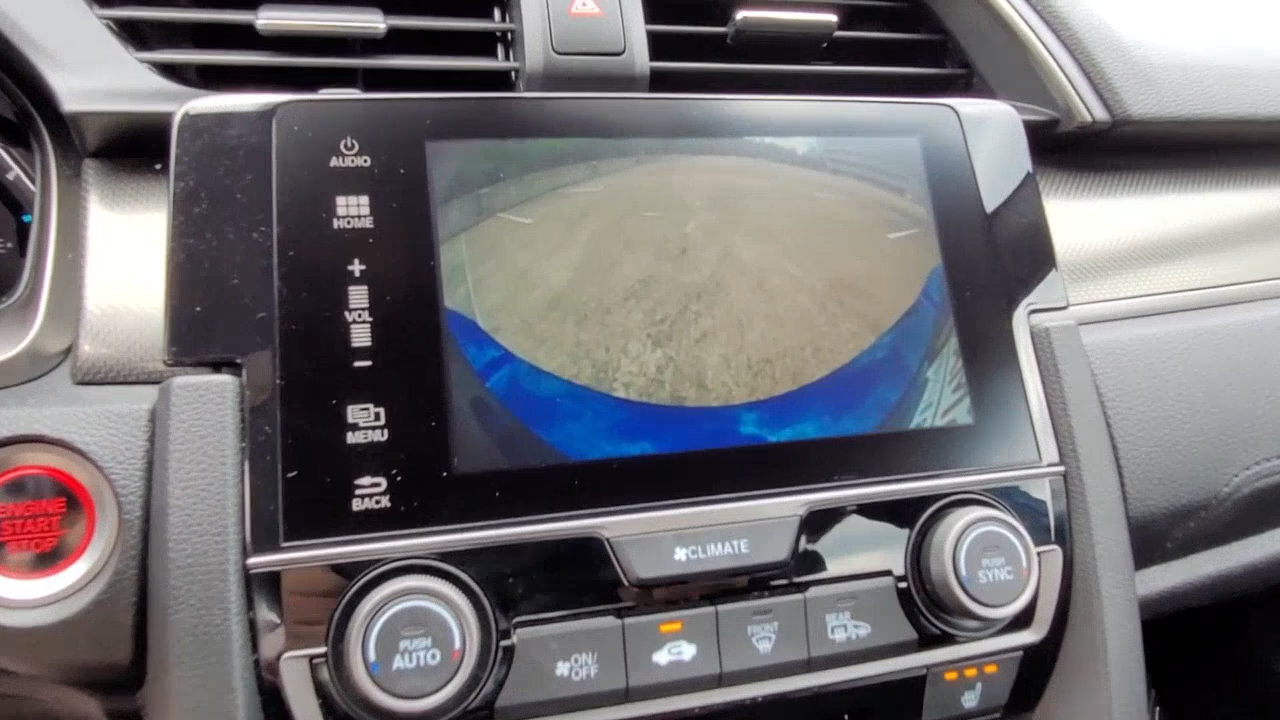 AUDIO
HOME
+
VOL
−
MENU
BACK
ENGINE
START
STOP
CLIMATE
PUSH
AUTO
ON/
OFF
FRONT
REAR
PUSH
SYNC